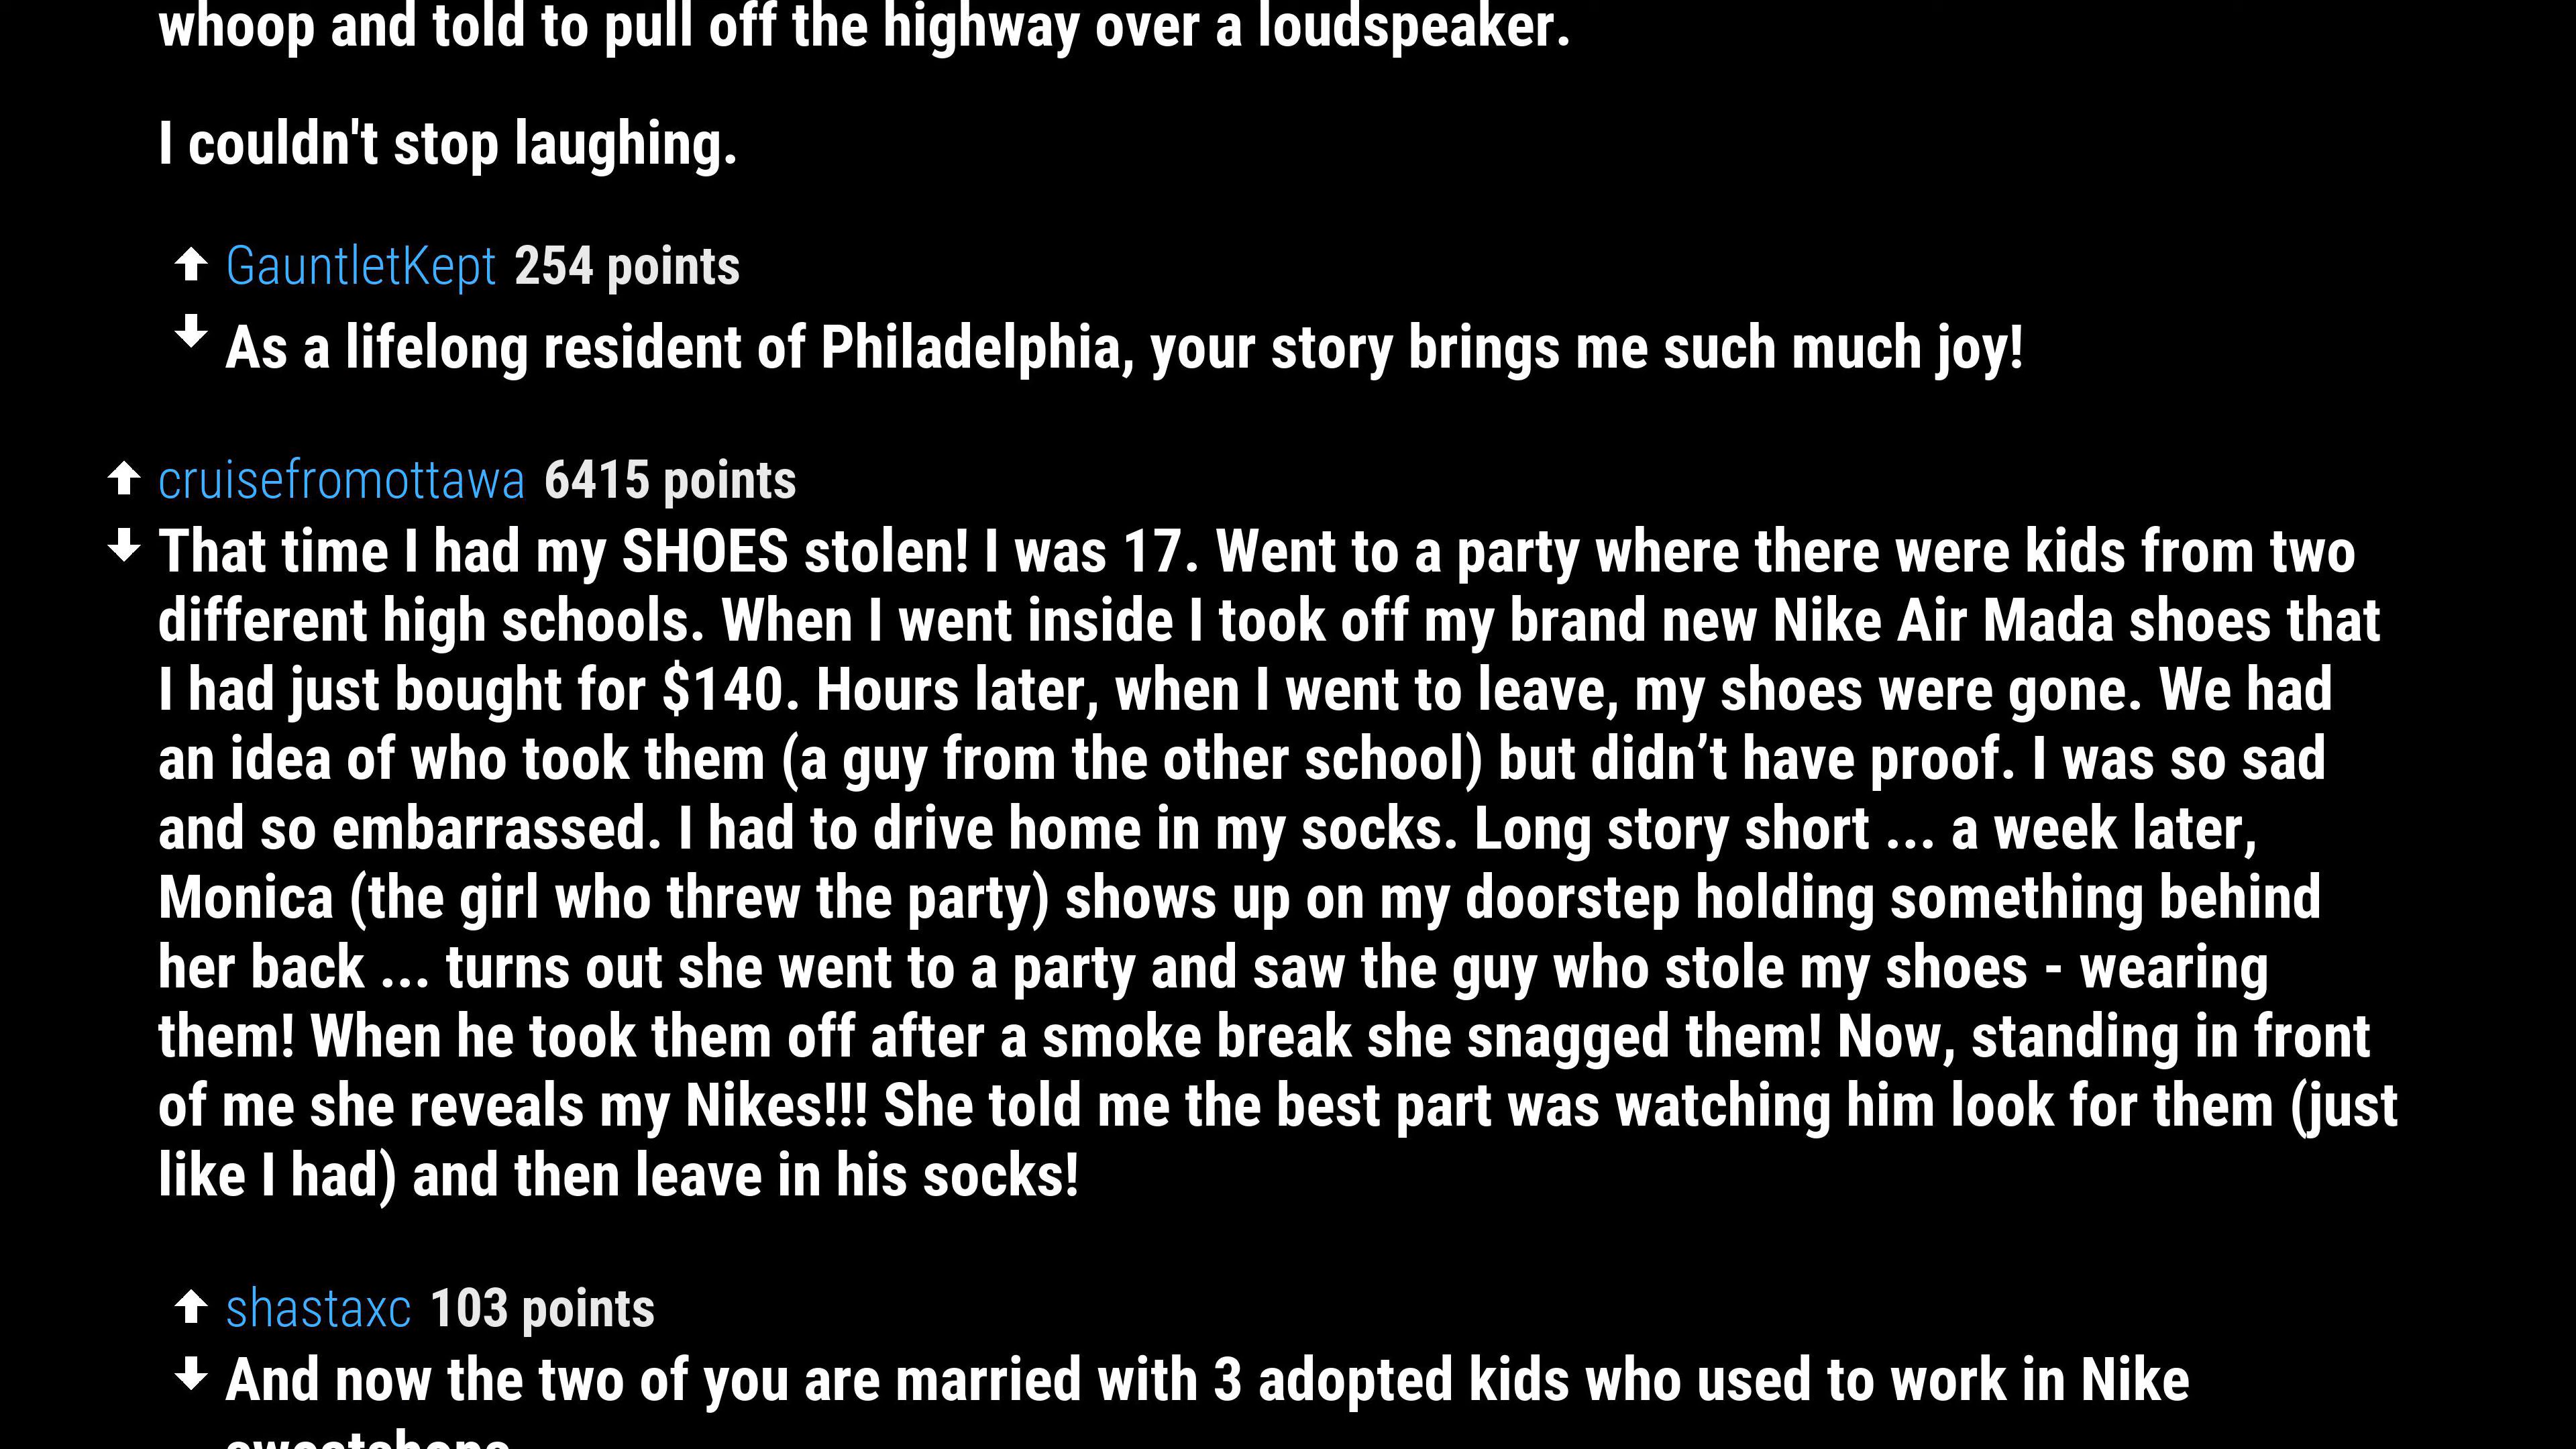 whoop and told to pull off the highway over a loudspeaker.
I couldn't stop laughing.
GauntletKept 254 points
As a lifelong resident of Philadelphia, your story brings me such much joy!
cruisefromottawa 6415 points
That time I had my SHOES stolen! I was 17. Went to a party where there were kids from two
different high schools. When I went inside I took off my brand new Nike Air Mada shoes that
I had just bought for $140. Hours later, when I went to leave, my shoes were gone. We had
an idea of who took them (a guy from the other school) but didn’t have proof. I was so sad
and so embarrassed. I had to drive home in my socks. Long story short ... a week later,
Monica (the girl who threw the party) shows up on my doorstep holding something behind
her back ... turns out she went to a party and saw the guy who stole my shoes - wearing
them! When he took them off after a smoke break she snagged them! Now, standing in front
of me she reveals my Nikes!!! She told me the best part was watching him look for them (just
like I had) and then leave in his socks!
shastaxc 103 points
And now the two of you are married with 3 adopted kids who used to work in Nike